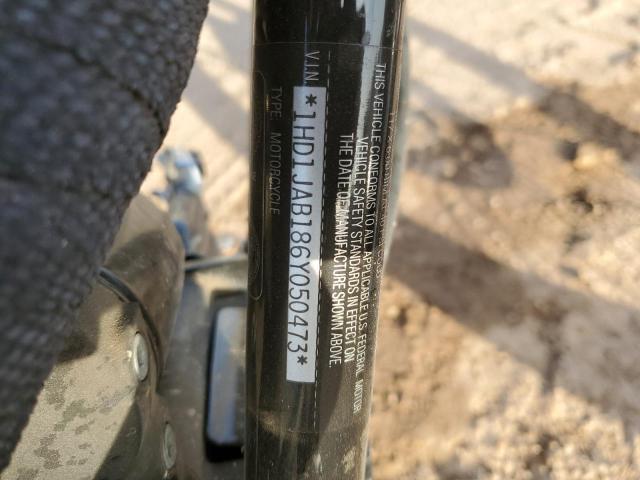 V.I.N.
*1HD1JAB186Y050473*
TYPE: MOTORCYCLE
THIS VEHICLE CONFORMS TO ALL APPLICABLE U.S. FEDERAL MOTOR
VEHICLE SAFETY STANDARDS IN EFFECT ON
THE DATE OF MANUFACTURE SHOWN ABOVE.